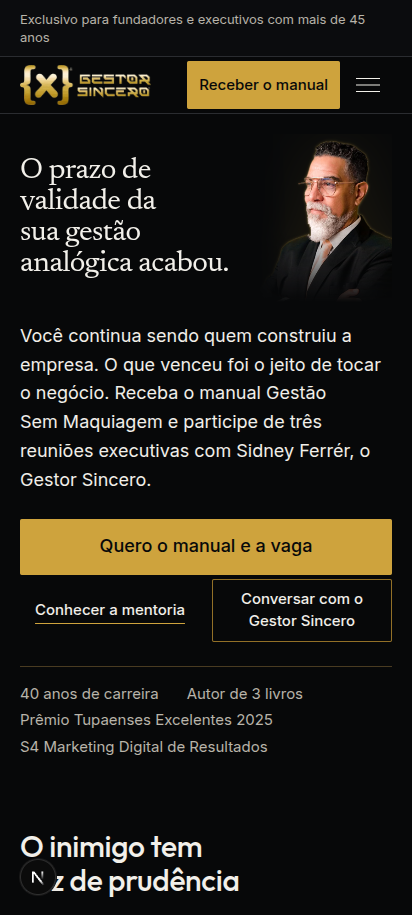 Exclusivo para fundadores e executivos com mais de 45
anos
{X} GESTOR
SINCERO
Receber o manual
O prazo de
validade da
sua gestão
analógica acabou.
Você continua sendo quem construiu a
empresa. O que venceu foi o jeito de tocar
o negócio. Receba o manual Gestão
Sem Maquiagem e participe de três
reuniões executivas com Sidney Ferrér, o
Gestor Sincero.
Quero o manual e a vaga
Conhecer a mentoria
Conversar com o
Gestor Sincero
40 anos de carreira
Autor de 3 livros
Prêmio Tupaenses Excelentes 2025
S4 Marketing Digital de Resultados
O inimigo tem
z de prudência
N